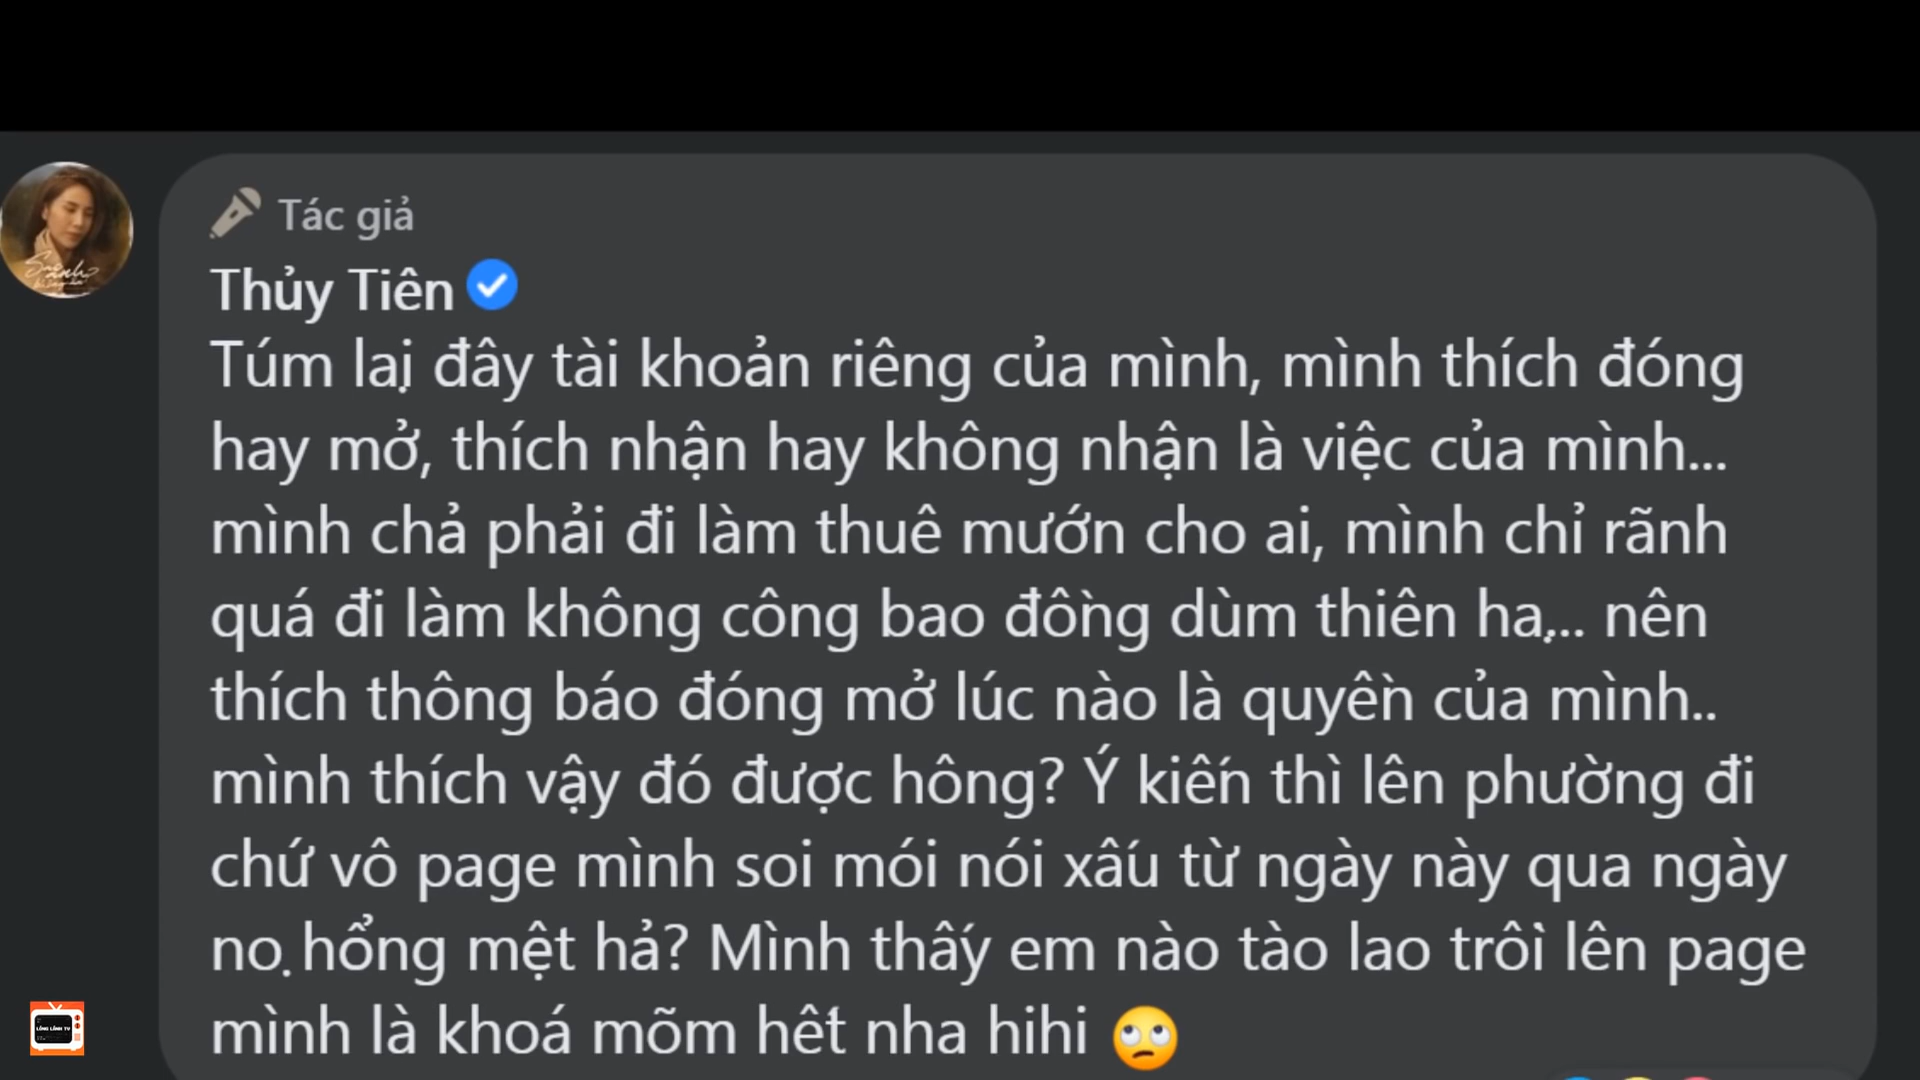 Tác giả
Thủy Tiên
Túm lại đây tài khoản riêng của mình, mình thích đóng
hay mở, thích nhận hay không nhận là việc của mình...
mình chả phải đi làm thuê mướn cho ai, mình chỉ rãnh
quá đi làm không công bao đồng dùm thiên hạ... nên
thích thông báo đóng mở lúc nào là quyền của mình..
mình thích vậy đó được hông? Ý kiến thì lên phường đi
chứ vô page mình soi mói nói xấu từ ngày này qua ngày
nọ hổng mệt hả? Mình thấy em nào tào lao trồi lên page
mình là khoá mõm hết nha hihi 🙄
LÓNG LÁNH TV